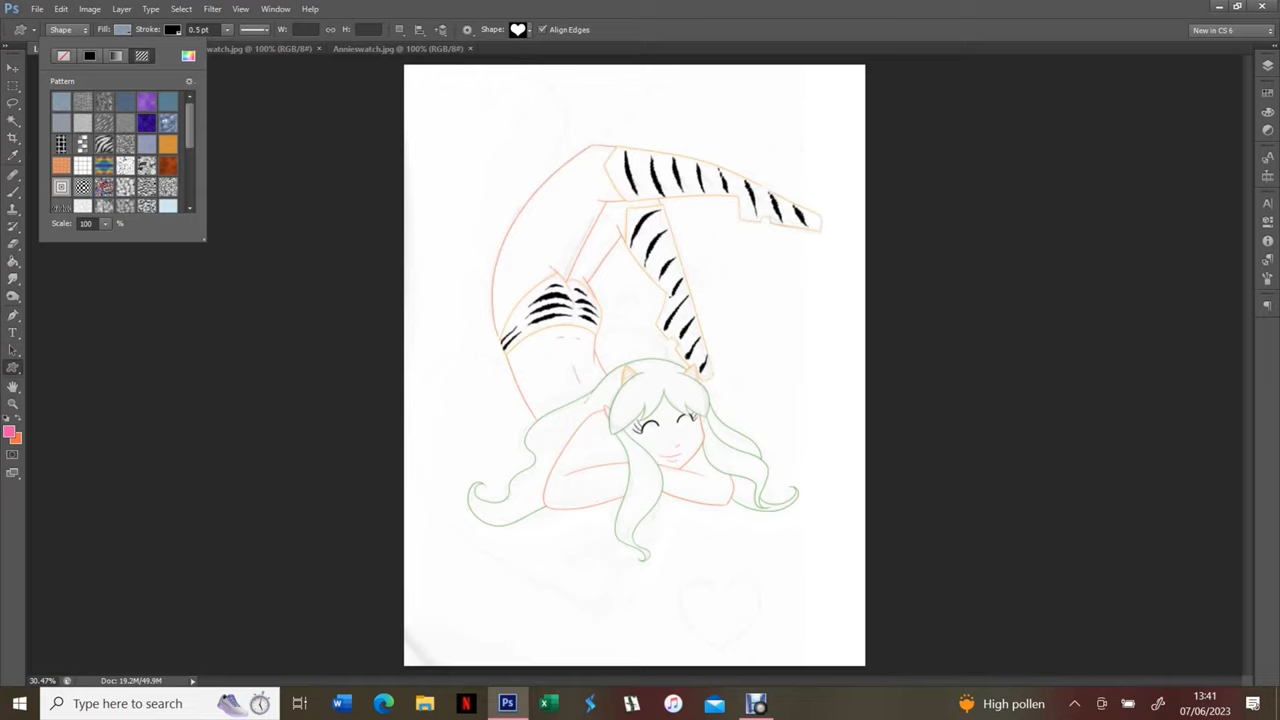 Ps File Edit Image Layer Type Select Filter View Window Help
Shape Fill: Stroke: 0.5 pt W: H: Shape: Align Edges New in CS 6
watch.jpg @ 100% (RGB/8#) × Annieswatch.jpg @ 100% (RGB/8#) ×
Pattern
Scale: 100 %
30.47% Doc: 19.2M/49.9M
Type here to search
High pollen
13:41
07/06/2023